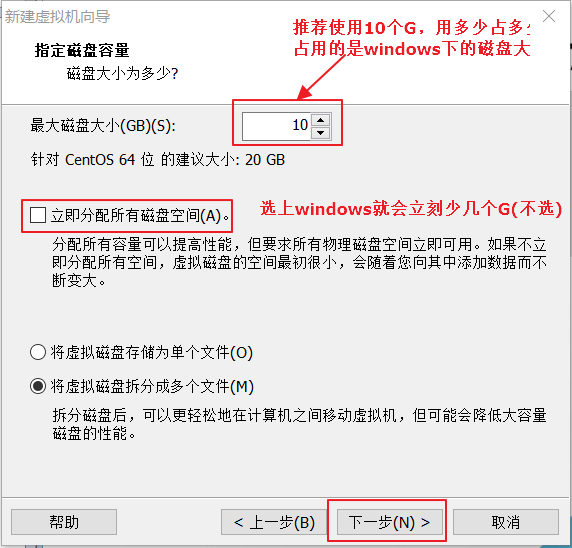 新建虚拟机向导
推荐使用10个G，用多少占多少
占用的是windows下的磁盘大
指定磁盘容量
磁盘大小为多少?
最大磁盘大小(GB)(S):
10
针对 CentOS 64 位 的建议大小: 20 GB
立即分配所有磁盘空间(A)。
选上windows就会立刻少几个G(不选)
分配所有容量可以提高性能，但要求所有物理磁盘空间立即可用。如果不立
即分配所有空间，虚拟磁盘的空间最初很小，会随着您向其中添加数据而不
断变大。
将虚拟磁盘存储为单个文件(O)
将虚拟磁盘拆分成多个文件(M)
拆分磁盘后，可以更轻松地在计算机之间移动虚拟机，但可能会降低大容量
磁盘的性能。
帮助
< 上一步(B)
下一步(N) >
取消